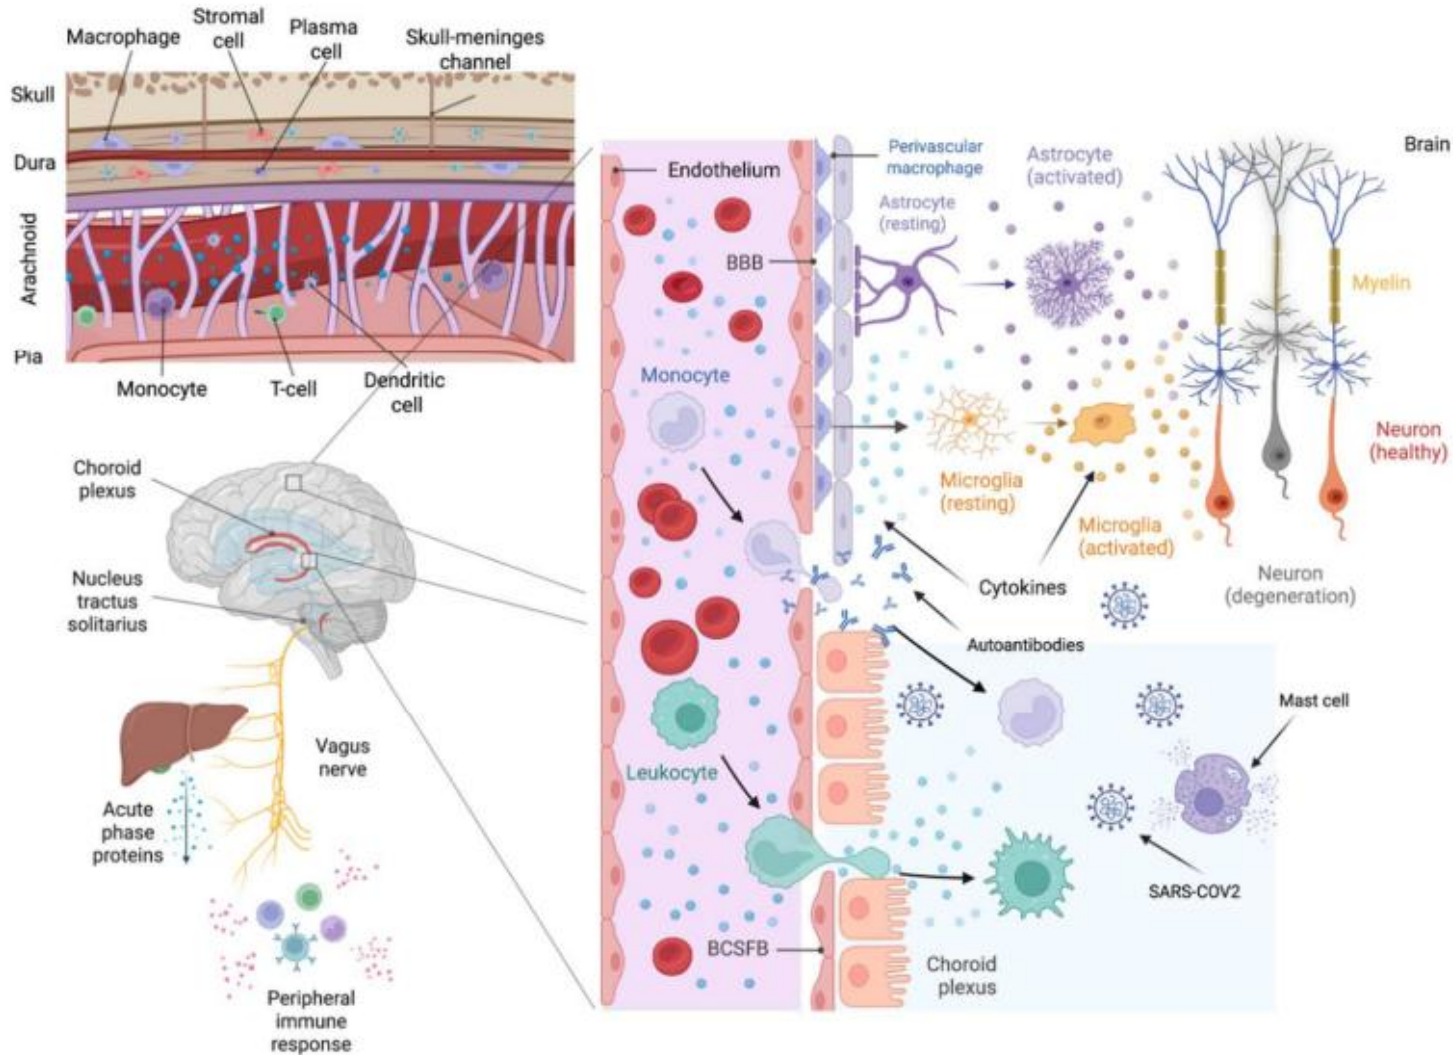 Macrophage
Stromal
cell
Plasma
cell
Skull-meninges
channel
Skull
Dura
Arachnoid
Pia
Monocyte
T-cell
Dendritic
cell
Choroid
plexus
Nucleus
tractus
solitarius
Vagus
nerve
Acute
phase
proteins
Peripheral
immune
response
Endothelium
Perivascular
macrophage
BBB
Astrocyte
(resting)
Astrocyte
(activated)
Brain
Myelin
Monocyte
Microglia
(resting)
Microglia
(activated)
Neuron
(healthy)
Neuron
(degeneration)
Cytokines
Autoantibodies
Mast cell
Leukocyte
SARS-COV2
BCSFB
Choroid
plexus